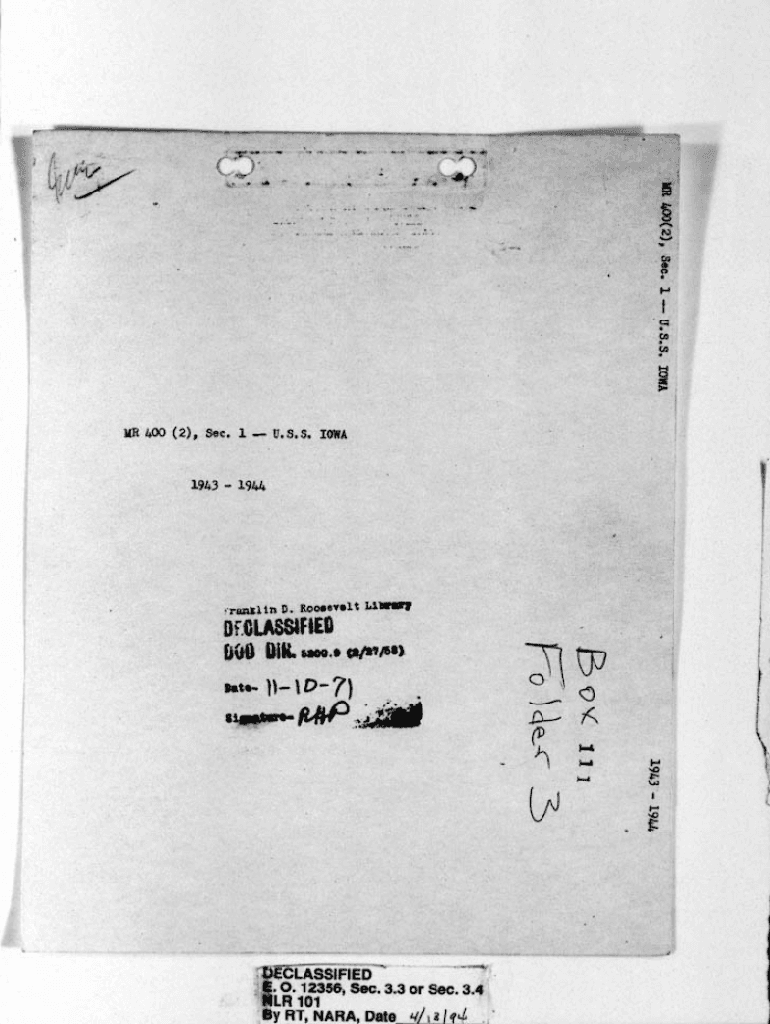 MR 400(2), Sec. 1 — U.S.S. IOWA
MR 400 (2), Sec. 1 — U.S.S. IOWA
1943 - 1944
Franklin D. Roosevelt Library
DECLASSIFIED
DOD DIR. 5200.9 (9/27/58)
Date- 11-10-71
Signature- RHP
Box 111
Folder 3
1943 - 1944
DECLASSIFIED
E. O. 12356, Sec. 3.3 or Sec. 3.4
NLR 101
By RT, NARA, Date 4/13/94